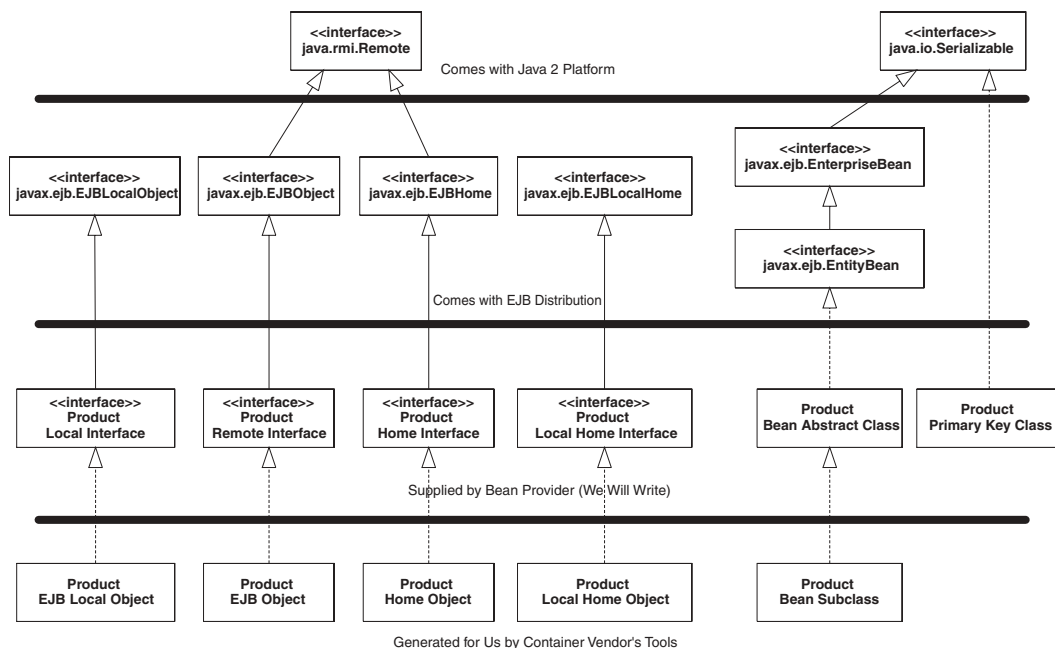 <<interface>>
java.rmi.Remote
<<interface>>
java.io.Serializable
Comes with Java 2 Platform
<<interface>>
javax.ejb.EnterpriseBean
<<interface>>
javax.ejb.EJBLocalObject
<<interface>>
javax.ejb.EJBObject
<<interface>>
javax.ejb.EJBHome
<<interface>>
javax.ejb.EJBLocalHome
<<interface>>
javax.ejb.EntityBean
Comes with EJB Distribution
<<interface>>
Product
Local Interface
<<interface>>
Product
Remote Interface
<<interface>>
Product
Home Interface
<<interface>>
Product
Local Home Interface
Product
Bean Abstract Class
Product
Primary Key Class
Supplied by Bean Provider (We Will Write)
Product
EJB Local Object
Product
EJB Object
Product
Home Object
Product
Local Home Object
Product
Bean Subclass
Generated for Us by Container Vendor's Tools